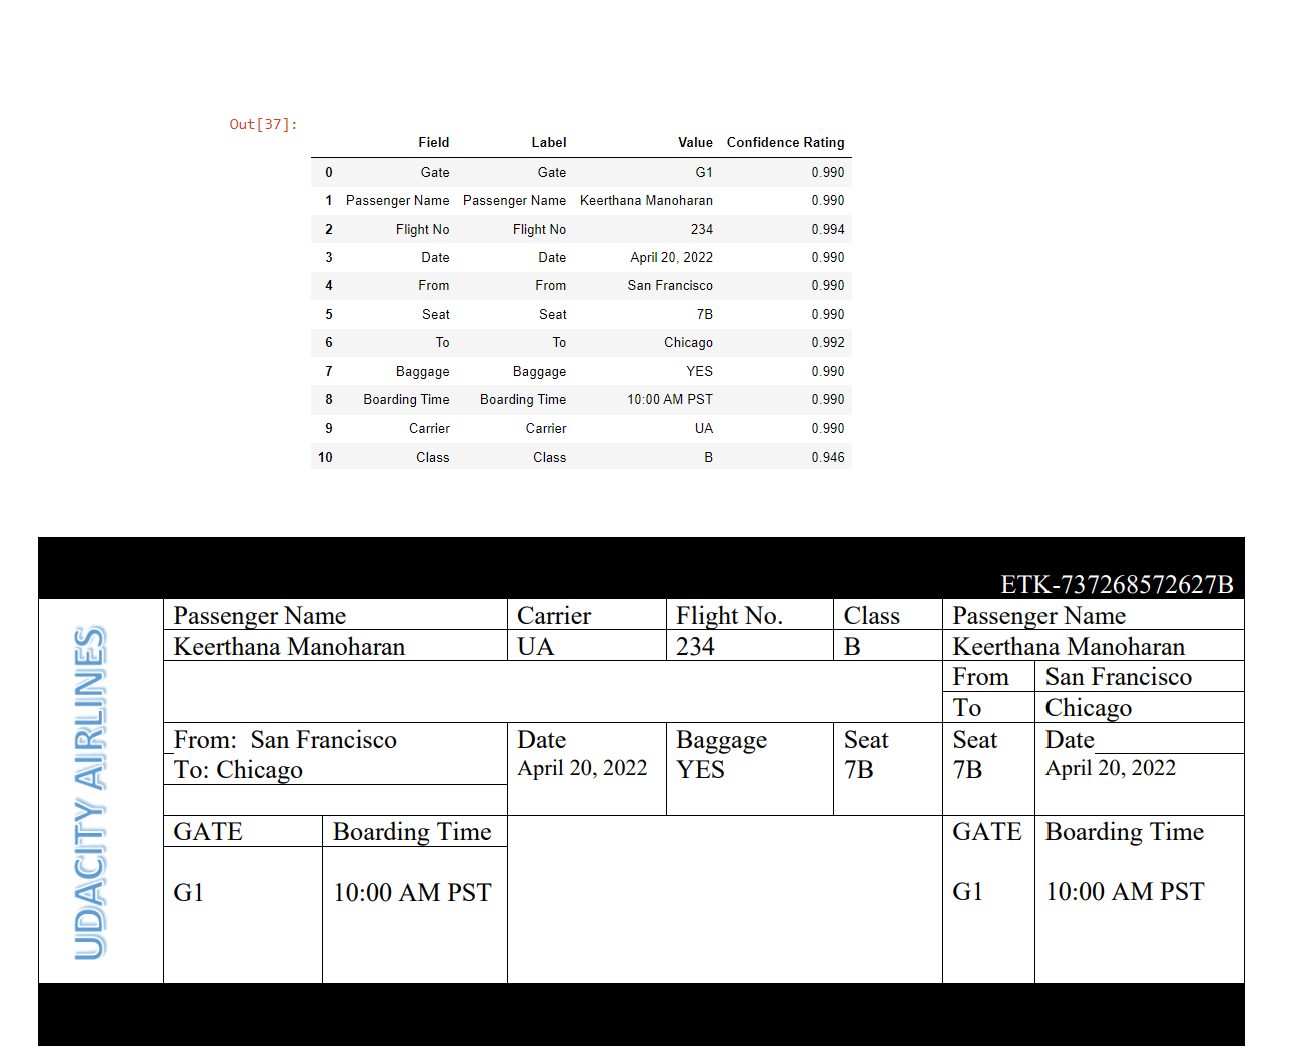 Out[37]:
Field Label Value Confidence Rating
0 Gate Gate G1 0.990
1 Passenger Name Passenger Name Keerthana Manoharan 0.990
2 Flight No Flight No 234 0.994
3 Date Date April 20, 2022 0.990
4 From From San Francisco 0.990
5 Seat Seat 7B 0.990
6 To To Chicago 0.992
7 Baggage Baggage YES 0.990
8 Boarding Time Boarding Time 10:00 AM PST 0.990
9 Carrier Carrier UA 0.990
10 Class Class B 0.946
ETK-737268572627B
UDACITY AIRLINES
Passenger Name Carrier Flight No. Class Passenger Name
Keerthana Manoharan UA 234 B Keerthana Manoharan
From San Francisco
To Chicago
From: San Francisco Date Baggage Seat Seat Date
To: Chicago April 20, 2022 YES 7B 7B April 20, 2022
GATE Boarding Time GATE Boarding Time
G1 10:00 AM PST G1 10:00 AM PST